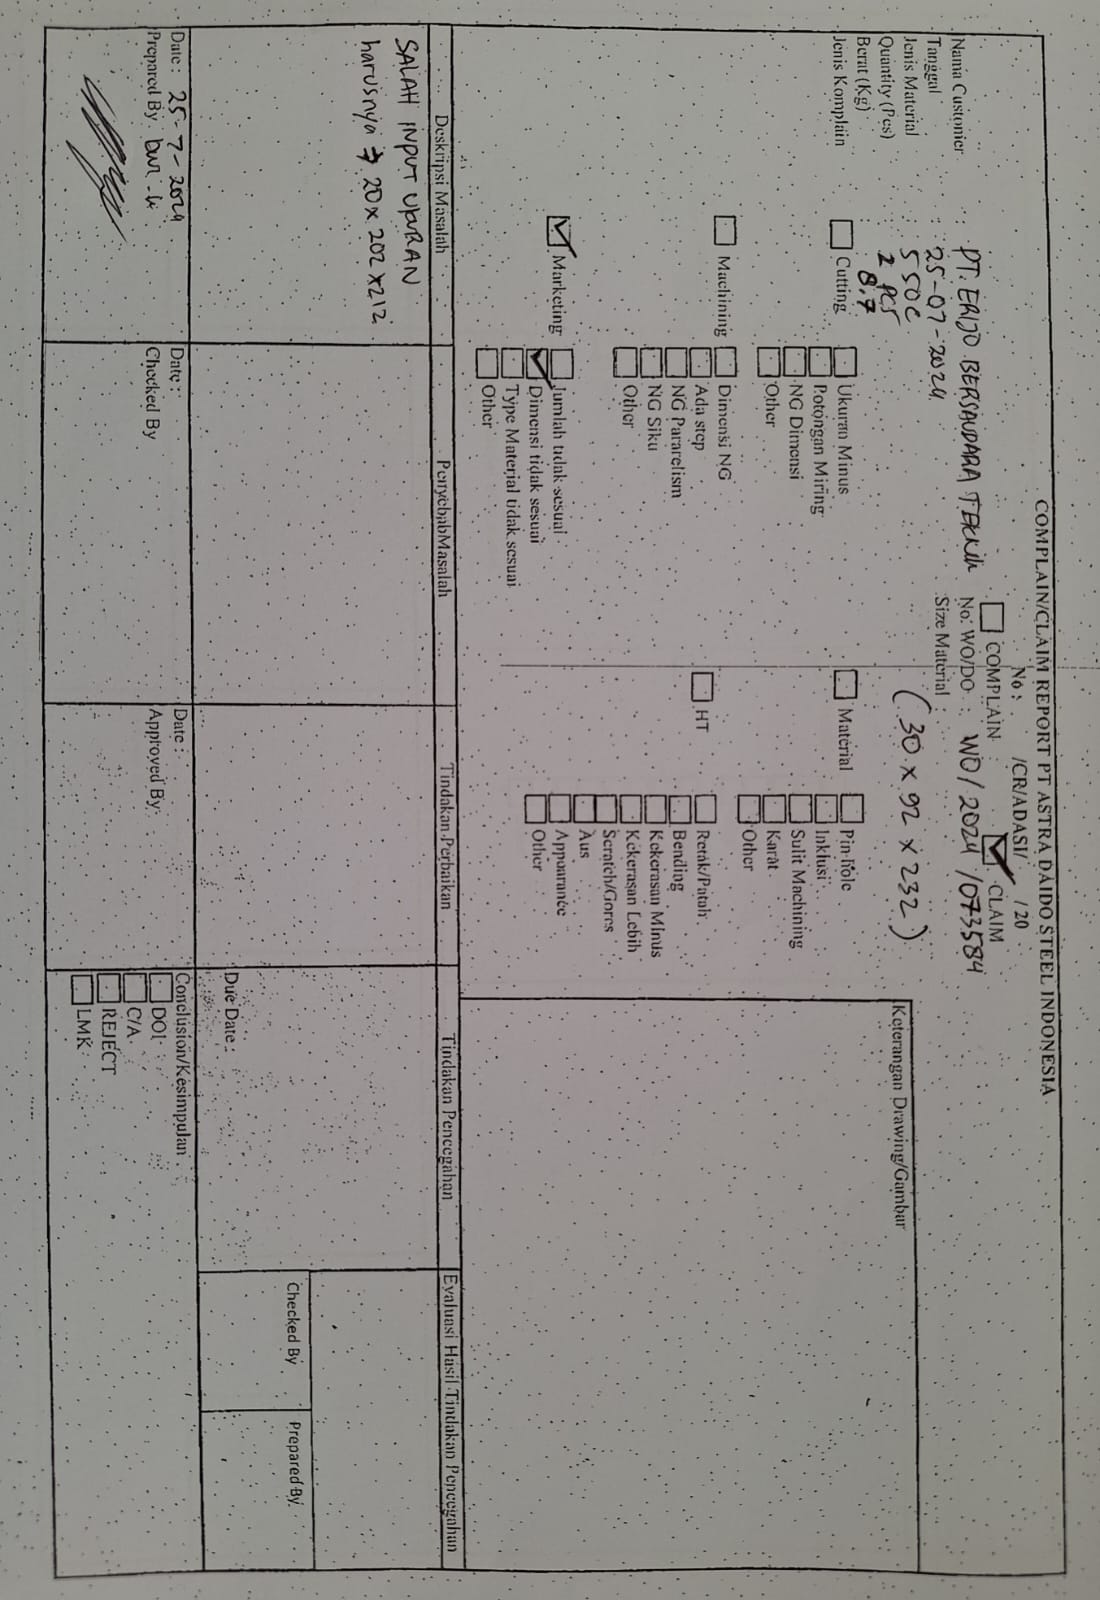 COMPLAIN/CLAIM REPORT PT ASTRA DAIDO STEEL INDONESIA
No : /CR/ADASI/ / 20
COMPLAIN CLAIM
Nama Customer : PT. ERIJO BERSAUDARA TEKNIK
No. WO/DO : WO/2024/073584
Tanggal : 25-07-2024
Size Material : (30 x 92 x 232)
Jenis Material : S50C
Quantity (Pcs) : 2 PCS
Berat (Kg) : 8.7
Jenis Komplain
Cutting
Ukuran Minus
Potongan Miring
NG Dimensi
Other
Machining
Dimensi NG
Ada step
NG Pararelism
NG Siku
Other
Marketing
Jumlah tidak sesuai
Dimensi tidak sesuai
Type Material tidak sesuai
Other
Material
Pin Hole
Inklusi
Sulit Machining
Karat
Other
HT
Retak/Patah
Bending
Kekerasan Minus
Kekerasan Lebih
Scratch/Gores
Aus
Appearance
Other
Keterangan Drawing/Gambar
Deskripsi Masalah
Penyebab Masalah
Tindakan Perbaikan
Tindakan Pencegahan
Evaluasi Hasil Tindakan Pencegahan
SALAH INPUT UKURAN
harusnya → 20 x 202 x 212
Due Date :
Checked By
Prepared By
Date : 25-7-2024
Prepared By
Date :
Checked By
Date :
Approved By
Conclusion/Kesimpulan
DOI
C/A
REJECT
LMK